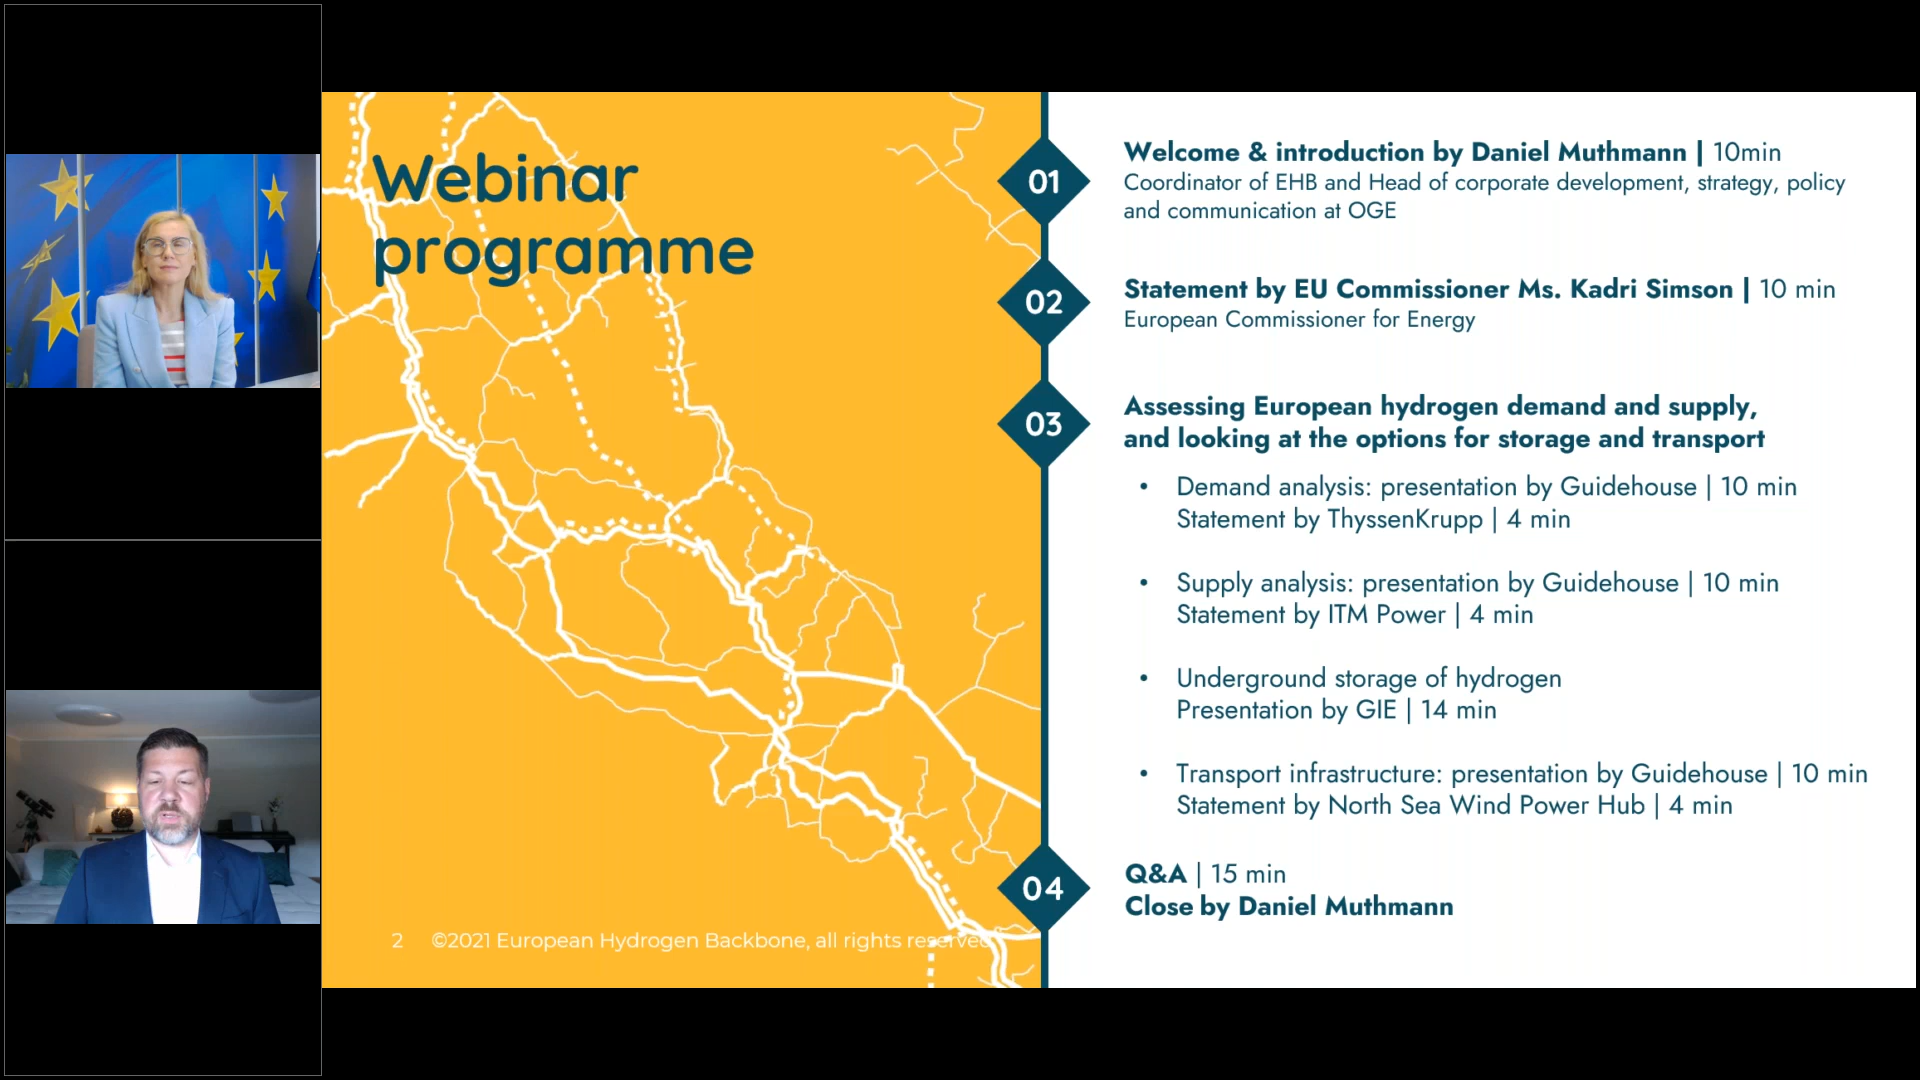 Webinar
programme
01
Welcome & introduction by Daniel Muthmann | 10min
Coordinator of EHB and Head of corporate development, strategy, policy
and communication at OGE
02
Statement by EU Commissioner Ms. Kadri Simson | 10 min
European Commissioner for Energy
03
Assessing European hydrogen demand and supply,
and looking at the options for storage and transport
• Demand analysis: presentation by Guidehouse | 10 min
Statement by ThyssenKrupp | 4 min
• Supply analysis: presentation by Guidehouse | 10 min
Statement by ITM Power | 4 min
• Underground storage of hydrogen
Presentation by GIE | 14 min
• Transport infrastructure: presentation by Guidehouse | 10 min
Statement by North Sea Wind Power Hub | 4 min
04
Q&A | 15 min
Close by Daniel Muthmann
2 ©2021 European Hydrogen Backbone, all rights reserved